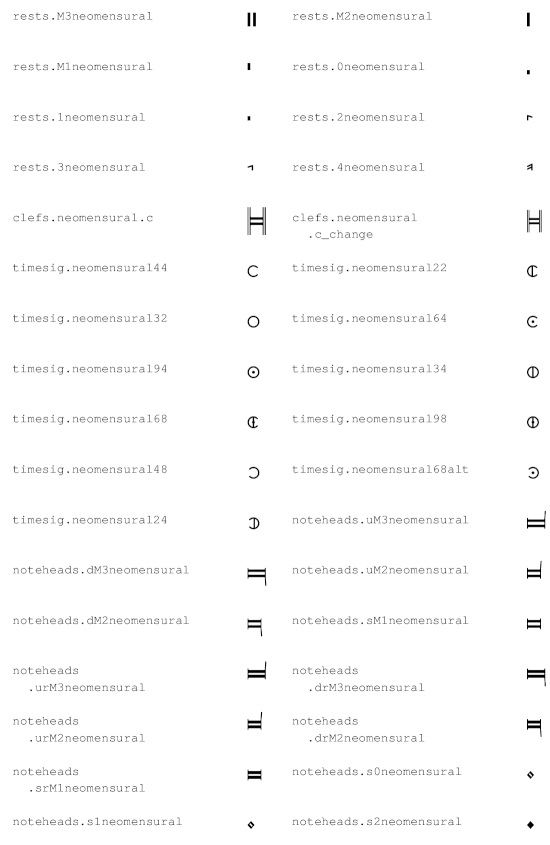 rests.M3neomensural
rests.M2neomensural
rests.M1neomensural
rests.0neomensural
rests.1neomensural
rests.2neomensural
rests.3neomensural
rests.4neomensural
clefs.neomensural.c
clefs.neomensural
.c_change
timesig.neomensural44
timesig.neomensural22
timesig.neomensural32
timesig.neomensural64
timesig.neomensural94
timesig.neomensural34
timesig.neomensural68
timesig.neomensural98
timesig.neomensural48
timesig.neomensural68alt
timesig.neomensural24
noteheads.uM3neomensural
noteheads.dM3neomensural
noteheads.uM2neomensural
noteheads.dM2neomensural
noteheads.sM1neomensural
noteheads
.urM3neomensural
noteheads
.drM3neomensural
noteheads
.urM2neomensural
noteheads
.drM2neomensural
noteheads
.srM1neomensural
noteheads.s0neomensural
noteheads.s1neomensural
noteheads.s2neomensural